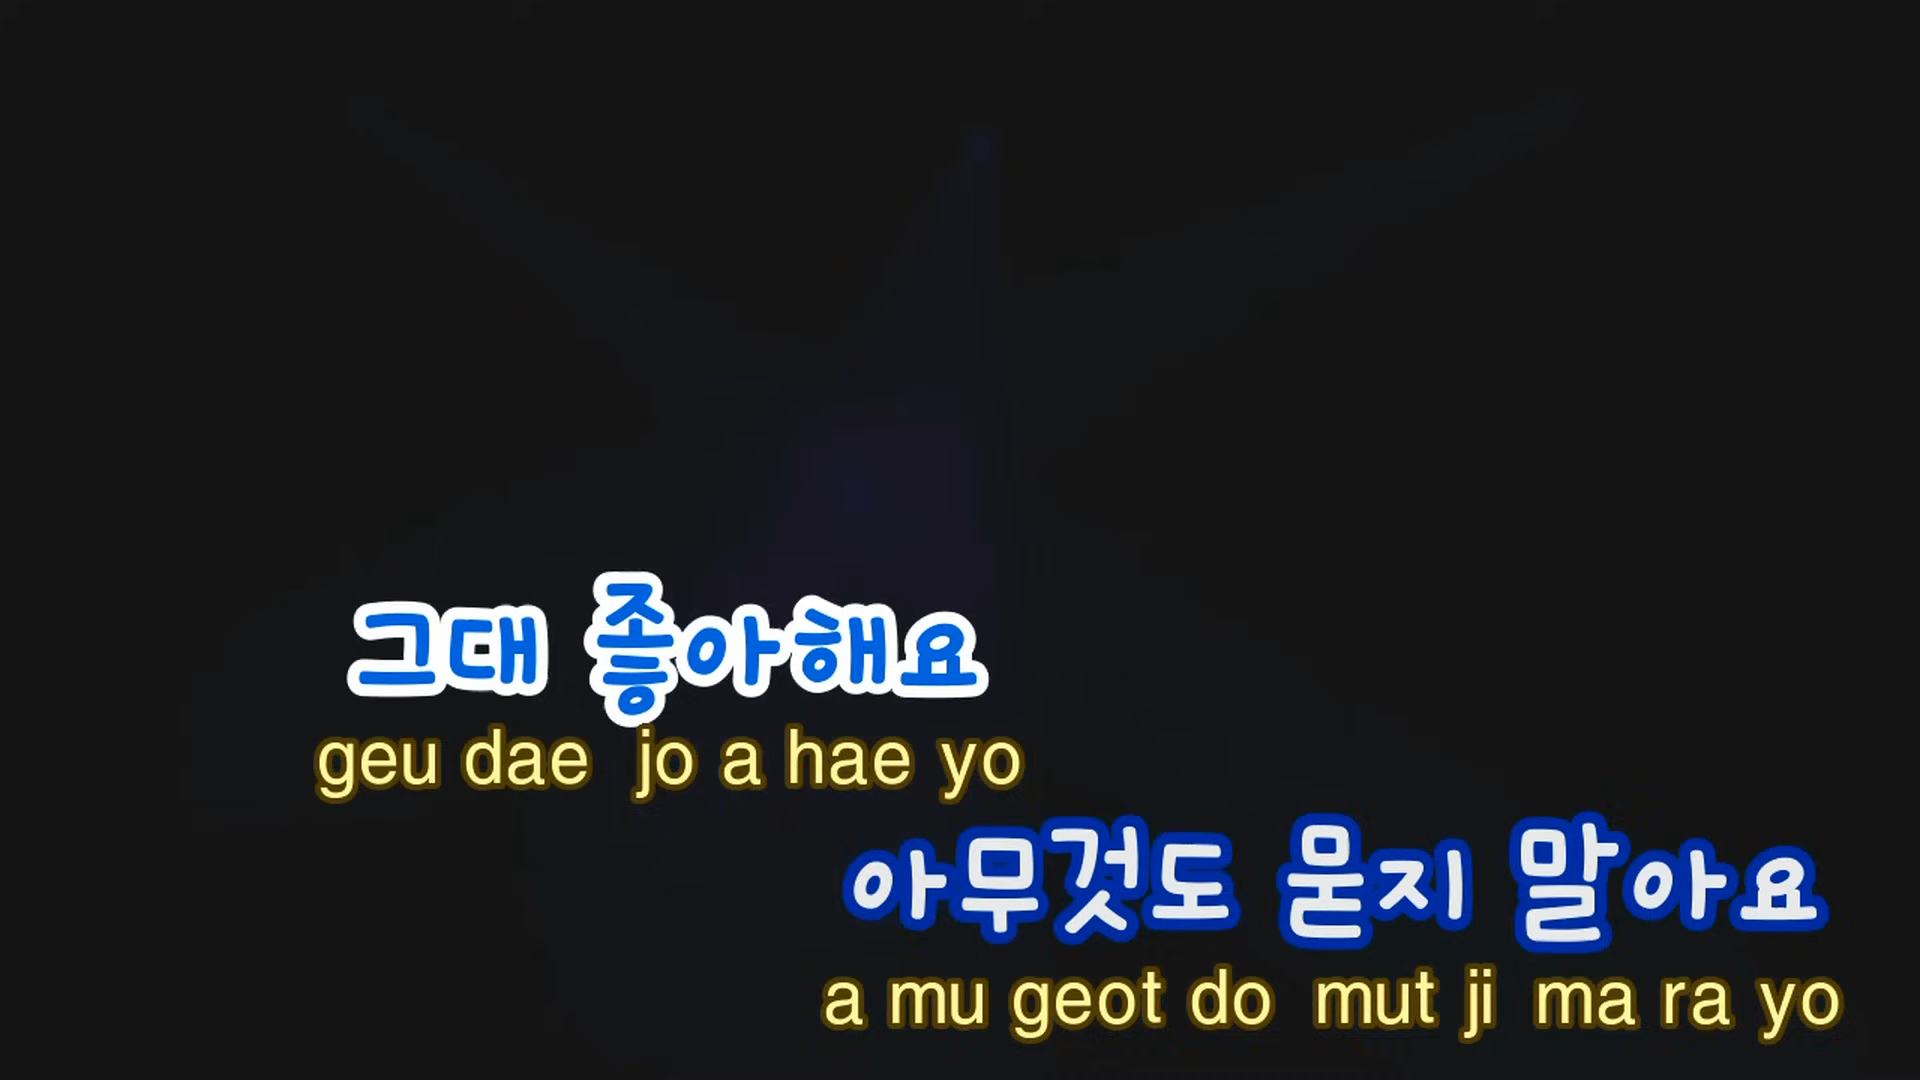 그대 좋아해요
geu dae jo a hae yo
아무것도 묻지 말아요
a mu geot do mut ji ma ra yo